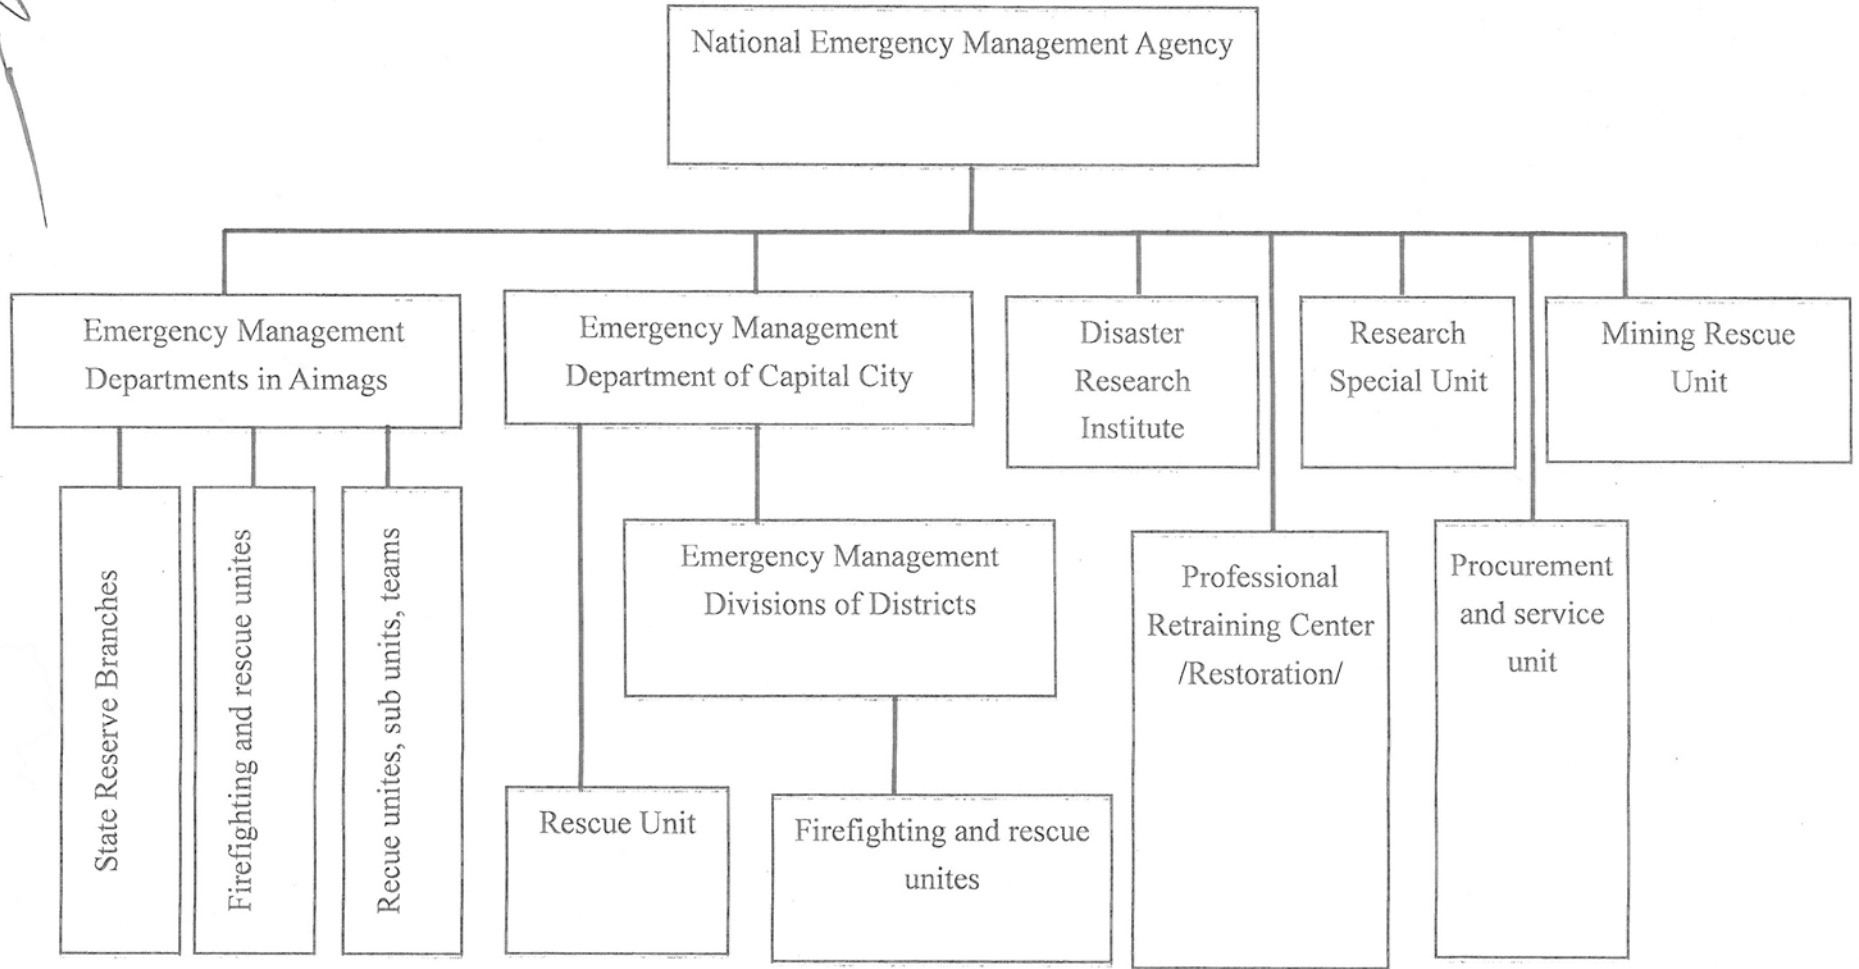 National Emergency Management Agency
Emergency Management
Departments in Aimags
Emergency Management
Department of Capital City
Disaster
Research
Institute
Research
Special Unit
Mining Rescue
Unit
State Reserve Branches
Firefighting and rescue unites
Recue unites, sub units, teams
Emergency Management
Divisions of Districts
Professional
Retraining Center
/Restoration/
Procurement
and service
unit
Rescue Unit
Firefighting and rescue
unites